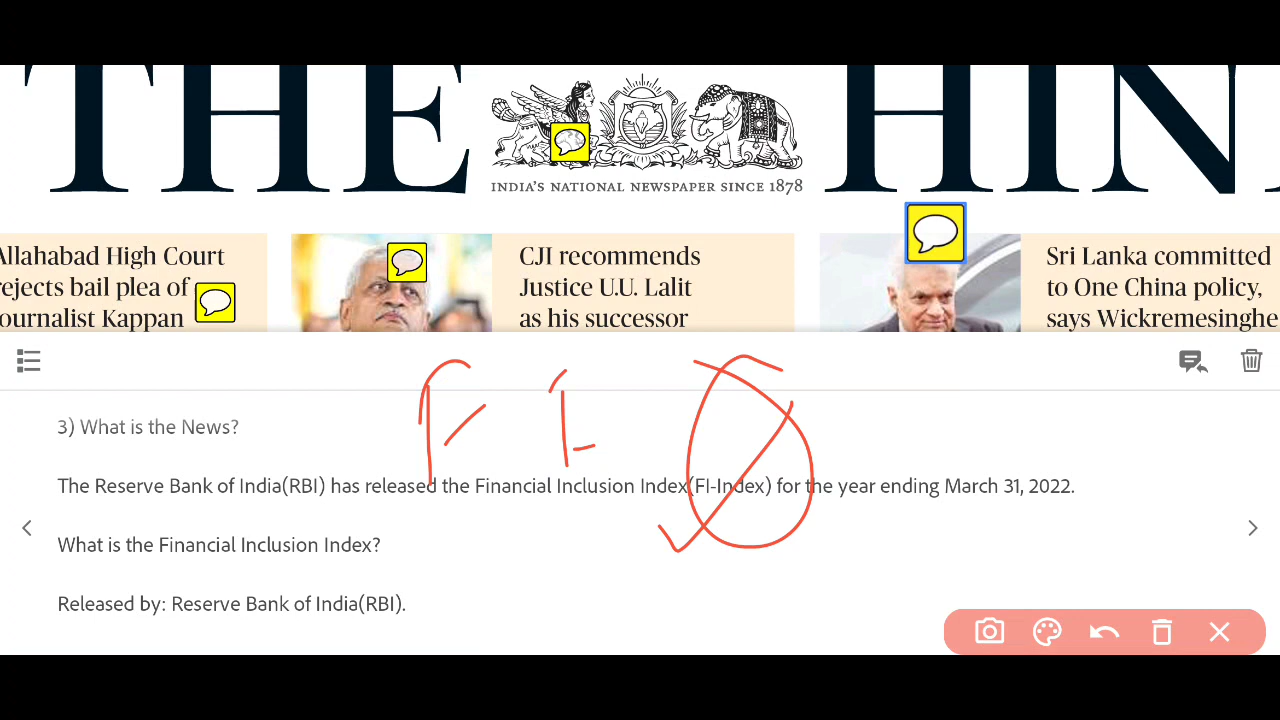 THE HIN
INDIA'S NATIONAL NEWSPAPER SINCE 1878
Allahabad High Court
rejects bail plea of
journalist Kappan
CJI recommends
Justice U.U. Lalit
as his successor
Sri Lanka committed
to One China policy,
says Wickremesinghe
F I
3) What is the News?
The Reserve Bank of India(RBI) has released the Financial Inclusion Index(FI-Index) for the year ending March 31, 2022.
What is the Financial Inclusion Index?
Released by: Reserve Bank of India(RBI).